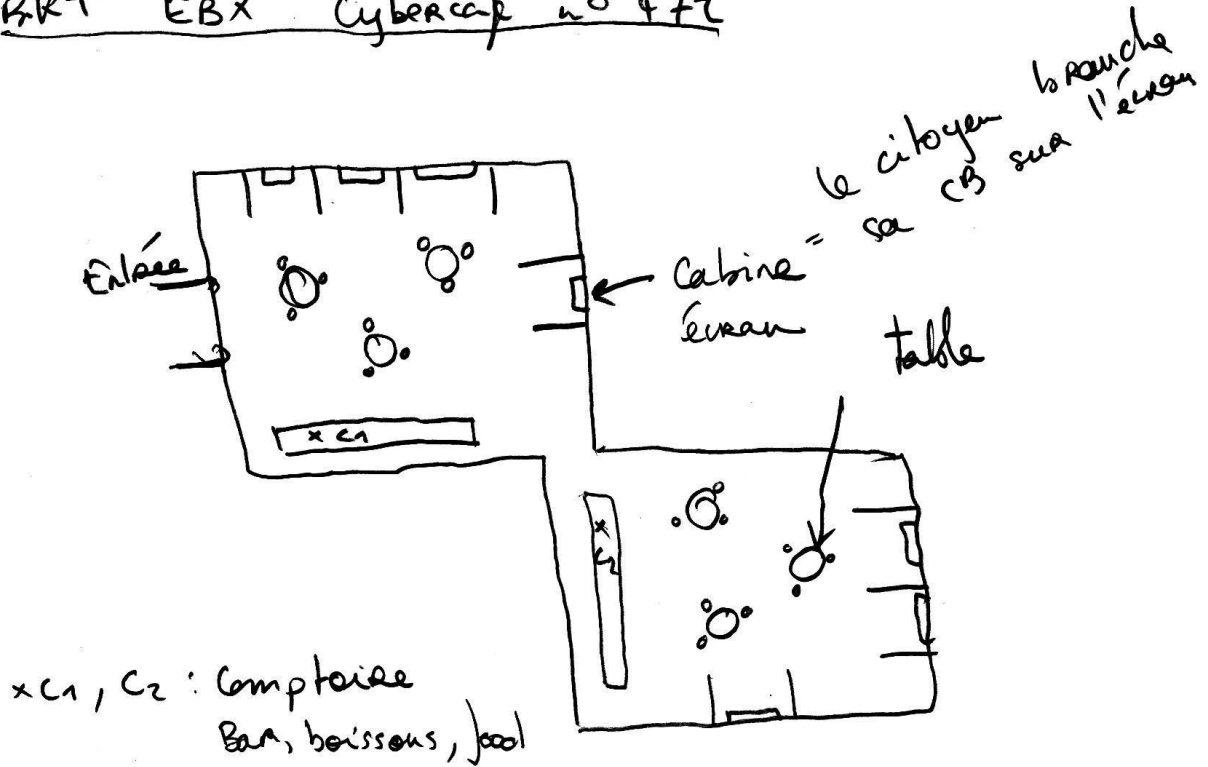 EBX Cybercafé n°
le citoyen branche
sa CB sur l'écran
Entrée
Cabine =
écran
table
x C1
x C2
x C1, C2 : Comptoire
Bar, boissons, food